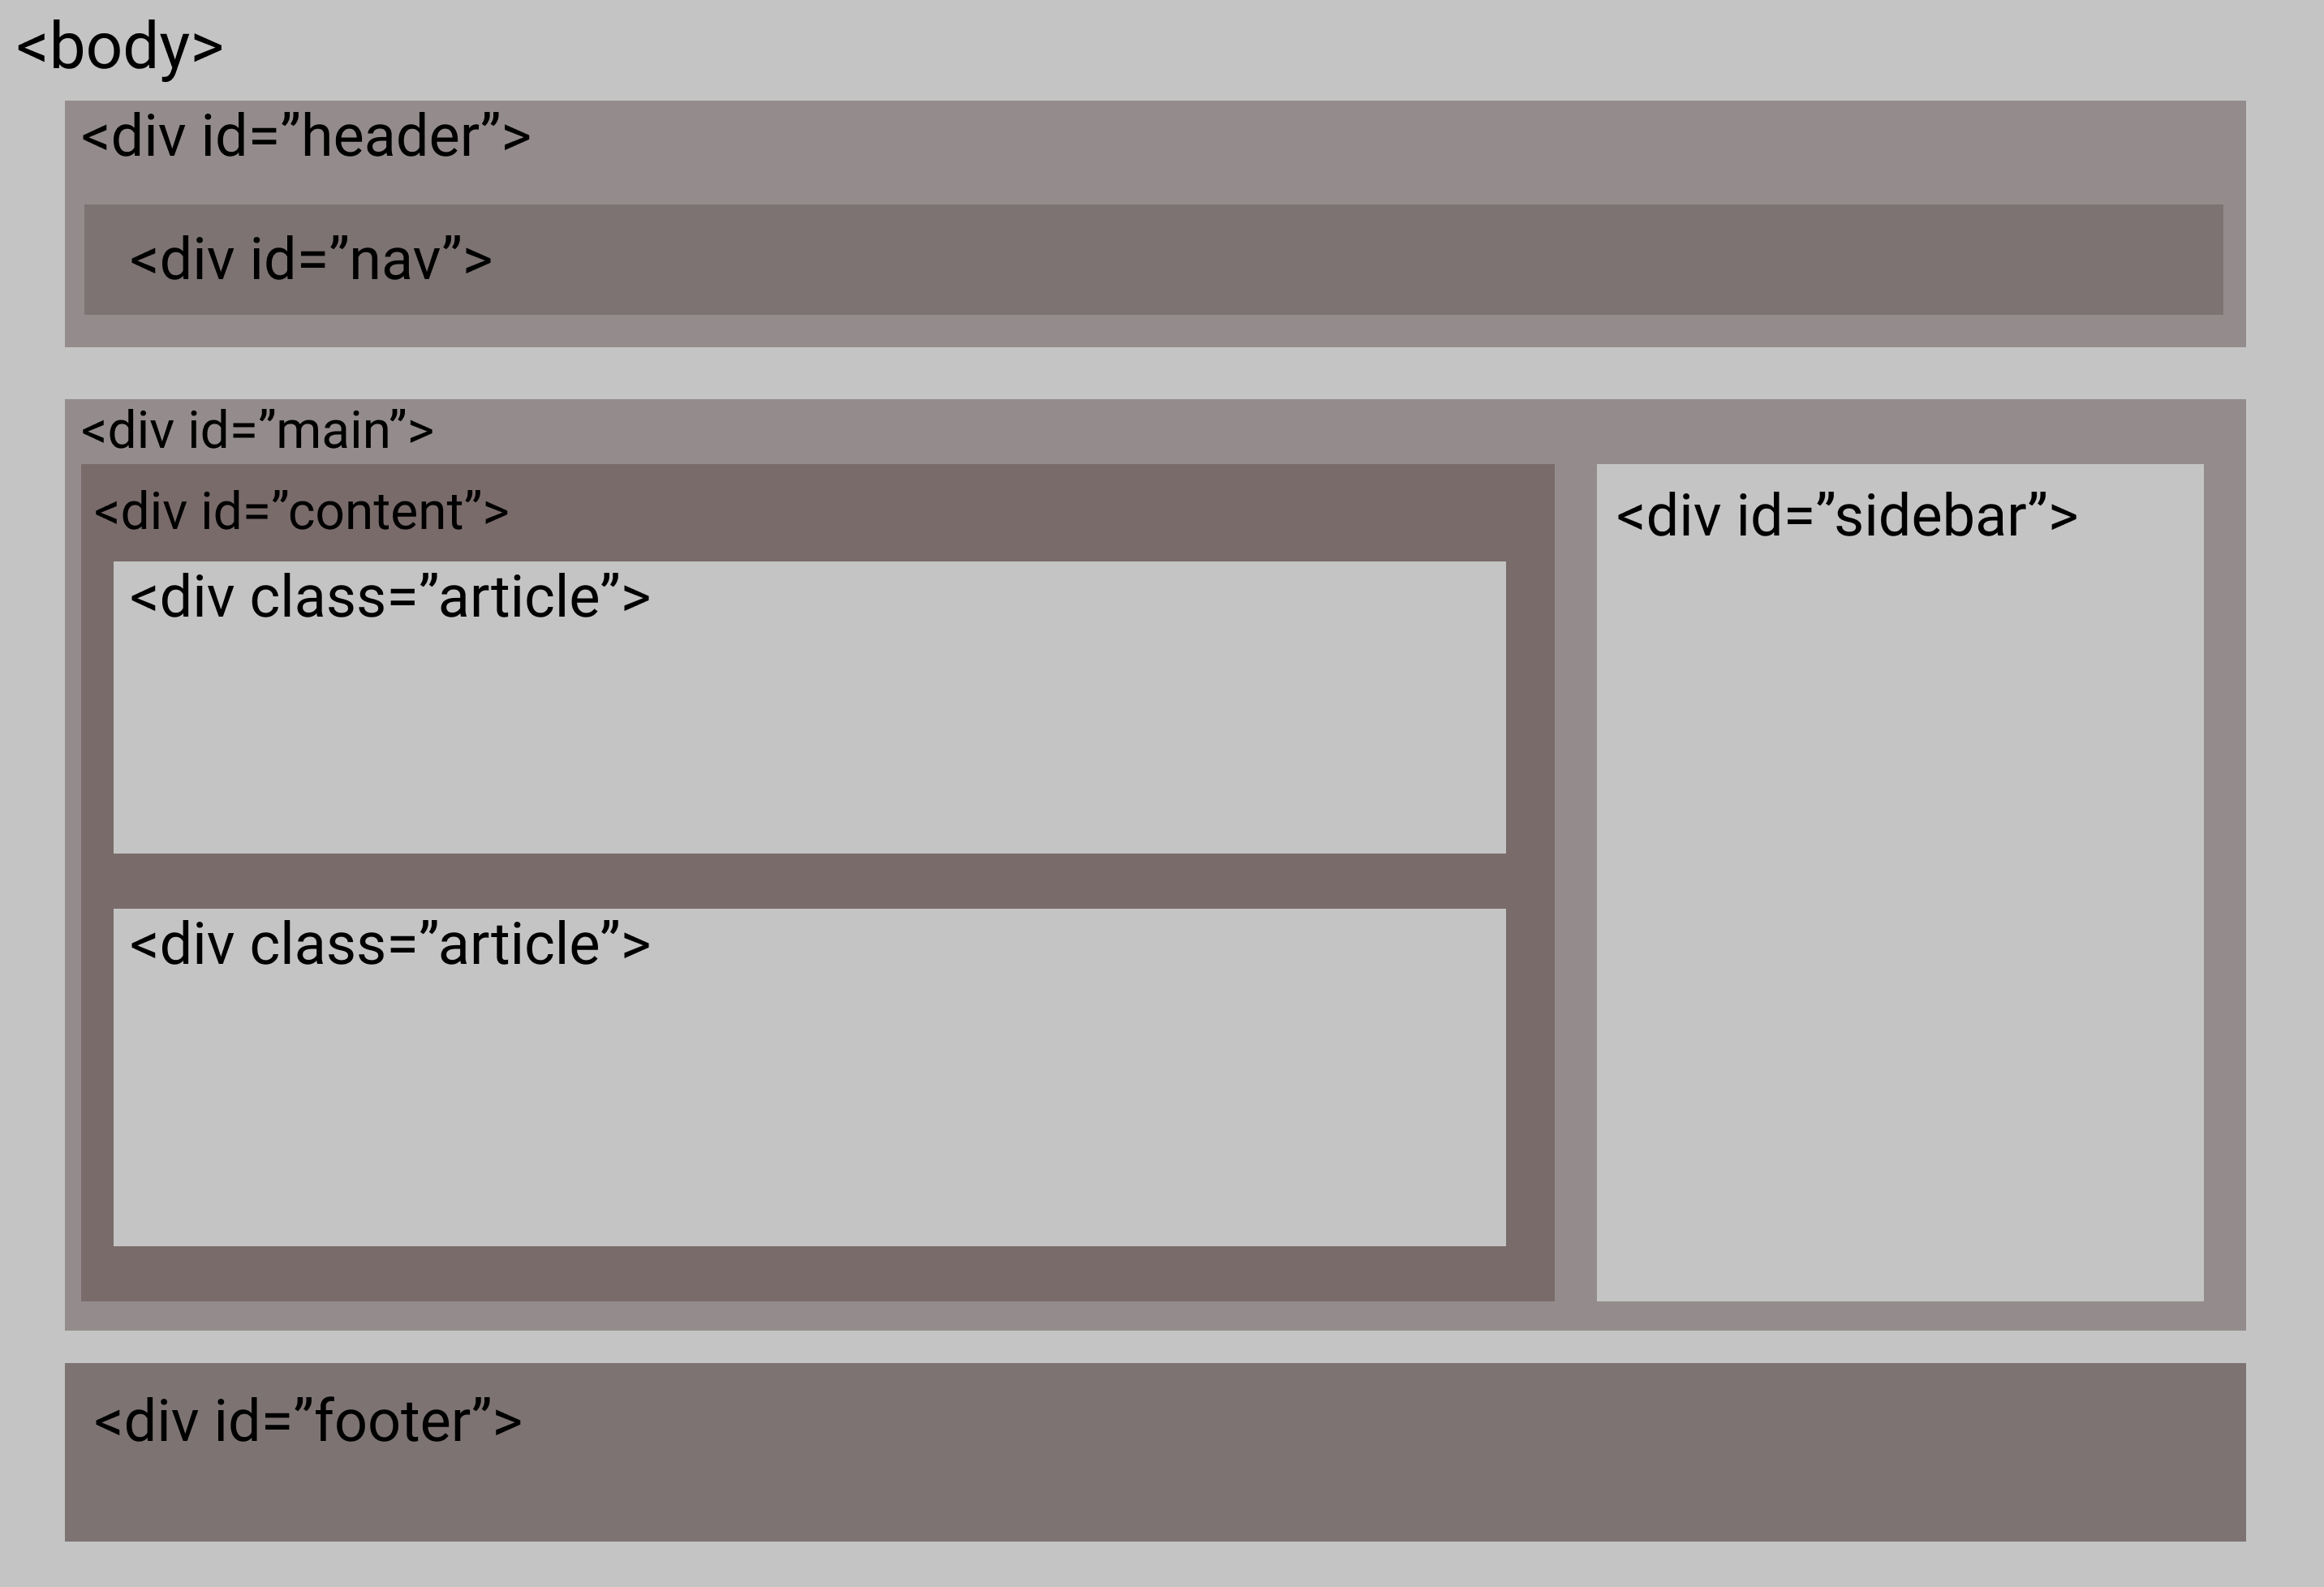 <body>
<div id=”header”>
<div id=”nav”>
<div id=”main”>
<div id=”content”>
<div class=”article”>
<div class=”article”>
<div id=”sidebar”>
<div id=”footer”>